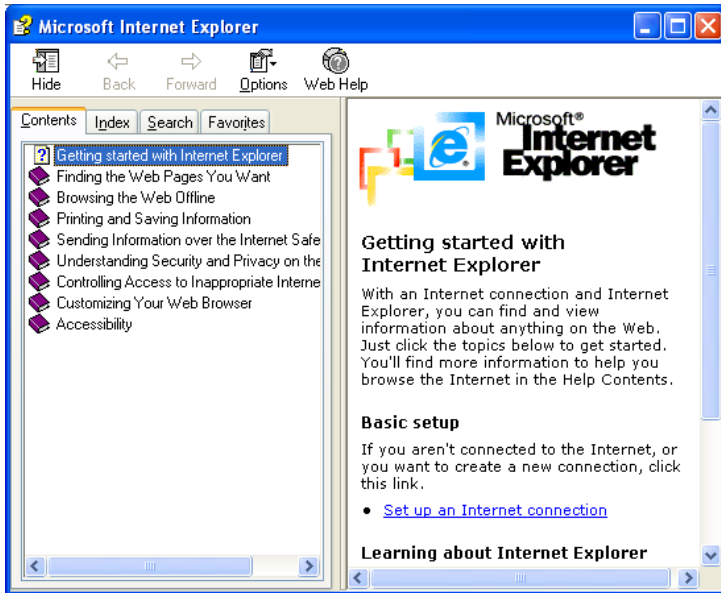 Microsoft Internet Explorer
Hide Back Forward Options Web Help
Contents Index Search Favorites
Getting started with Internet Explorer
Finding the Web Pages You Want
Browsing the Web Offline
Printing and Saving Information
Sending Information over the Internet Safe
Understanding Security and Privacy on the
Controlling Access to Inappropriate Interne
Customizing Your Web Browser
Accessibility
Microsoft®
Internet
Explorer
Getting started with
Internet Explorer
With an Internet connection and Internet
Explorer, you can find and view
information about anything on the Web.
Just click the topics below to get started.
You'll find more information to help you
browse the Internet in the Help Contents.
Basic setup
If you aren't connected to the Internet, or
you want to create a new connection, click
this link.
• Set up an Internet connection
Learning about Internet Explorer